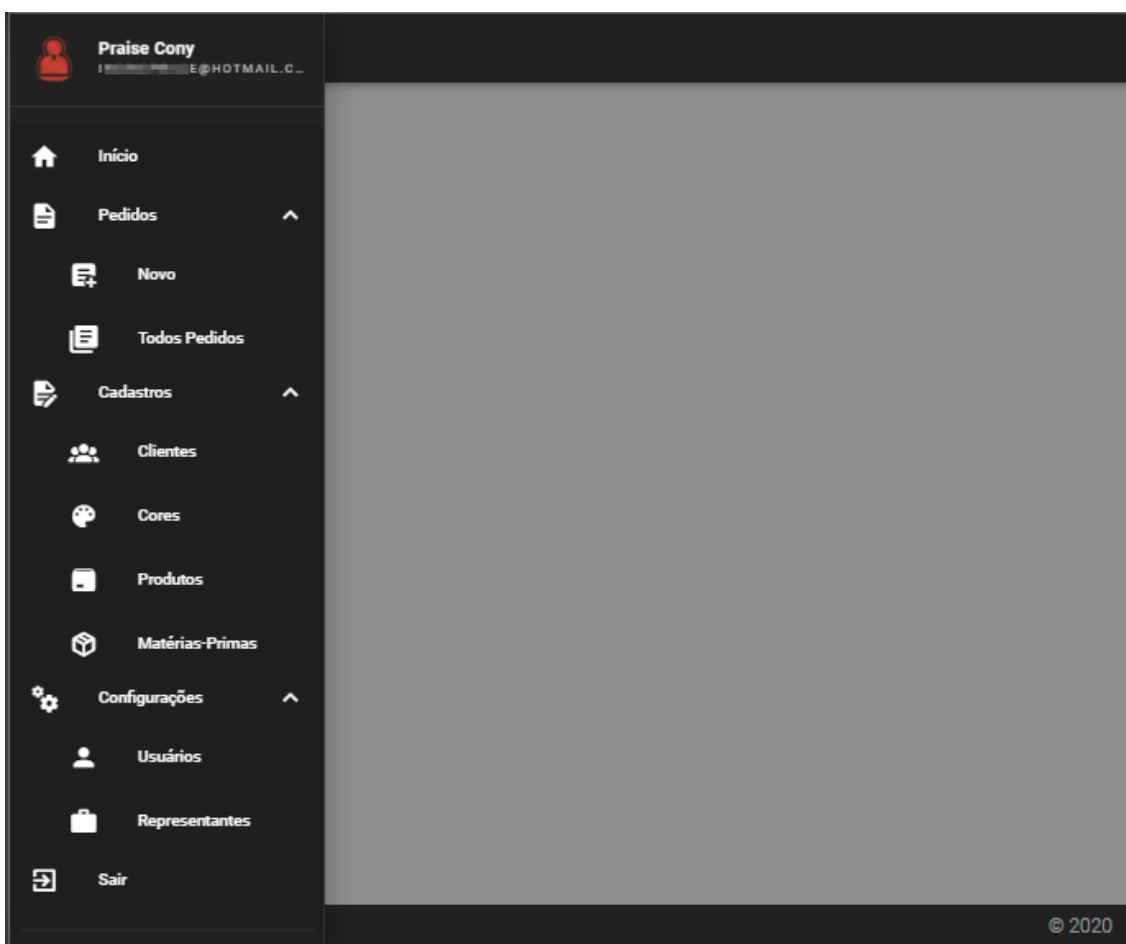 Praise Cony
E@HOTMAIL.C…
Início
Pedidos
Novo
Todos Pedidos
Cadastros
Clientes
Cores
Produtos
Matérias-Primas
Configurações
Usuários
Representantes
Sair
© 2020